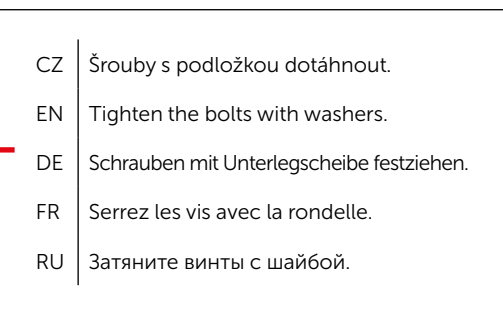 CZ Šrouby s podložkou dotáhnout.
EN Tighten the bolts with washers.
DE Schrauben mit Unterlegscheibe festziehen.
FR Serrez les vis avec la rondelle.
RU Затяните винты с шайбой.